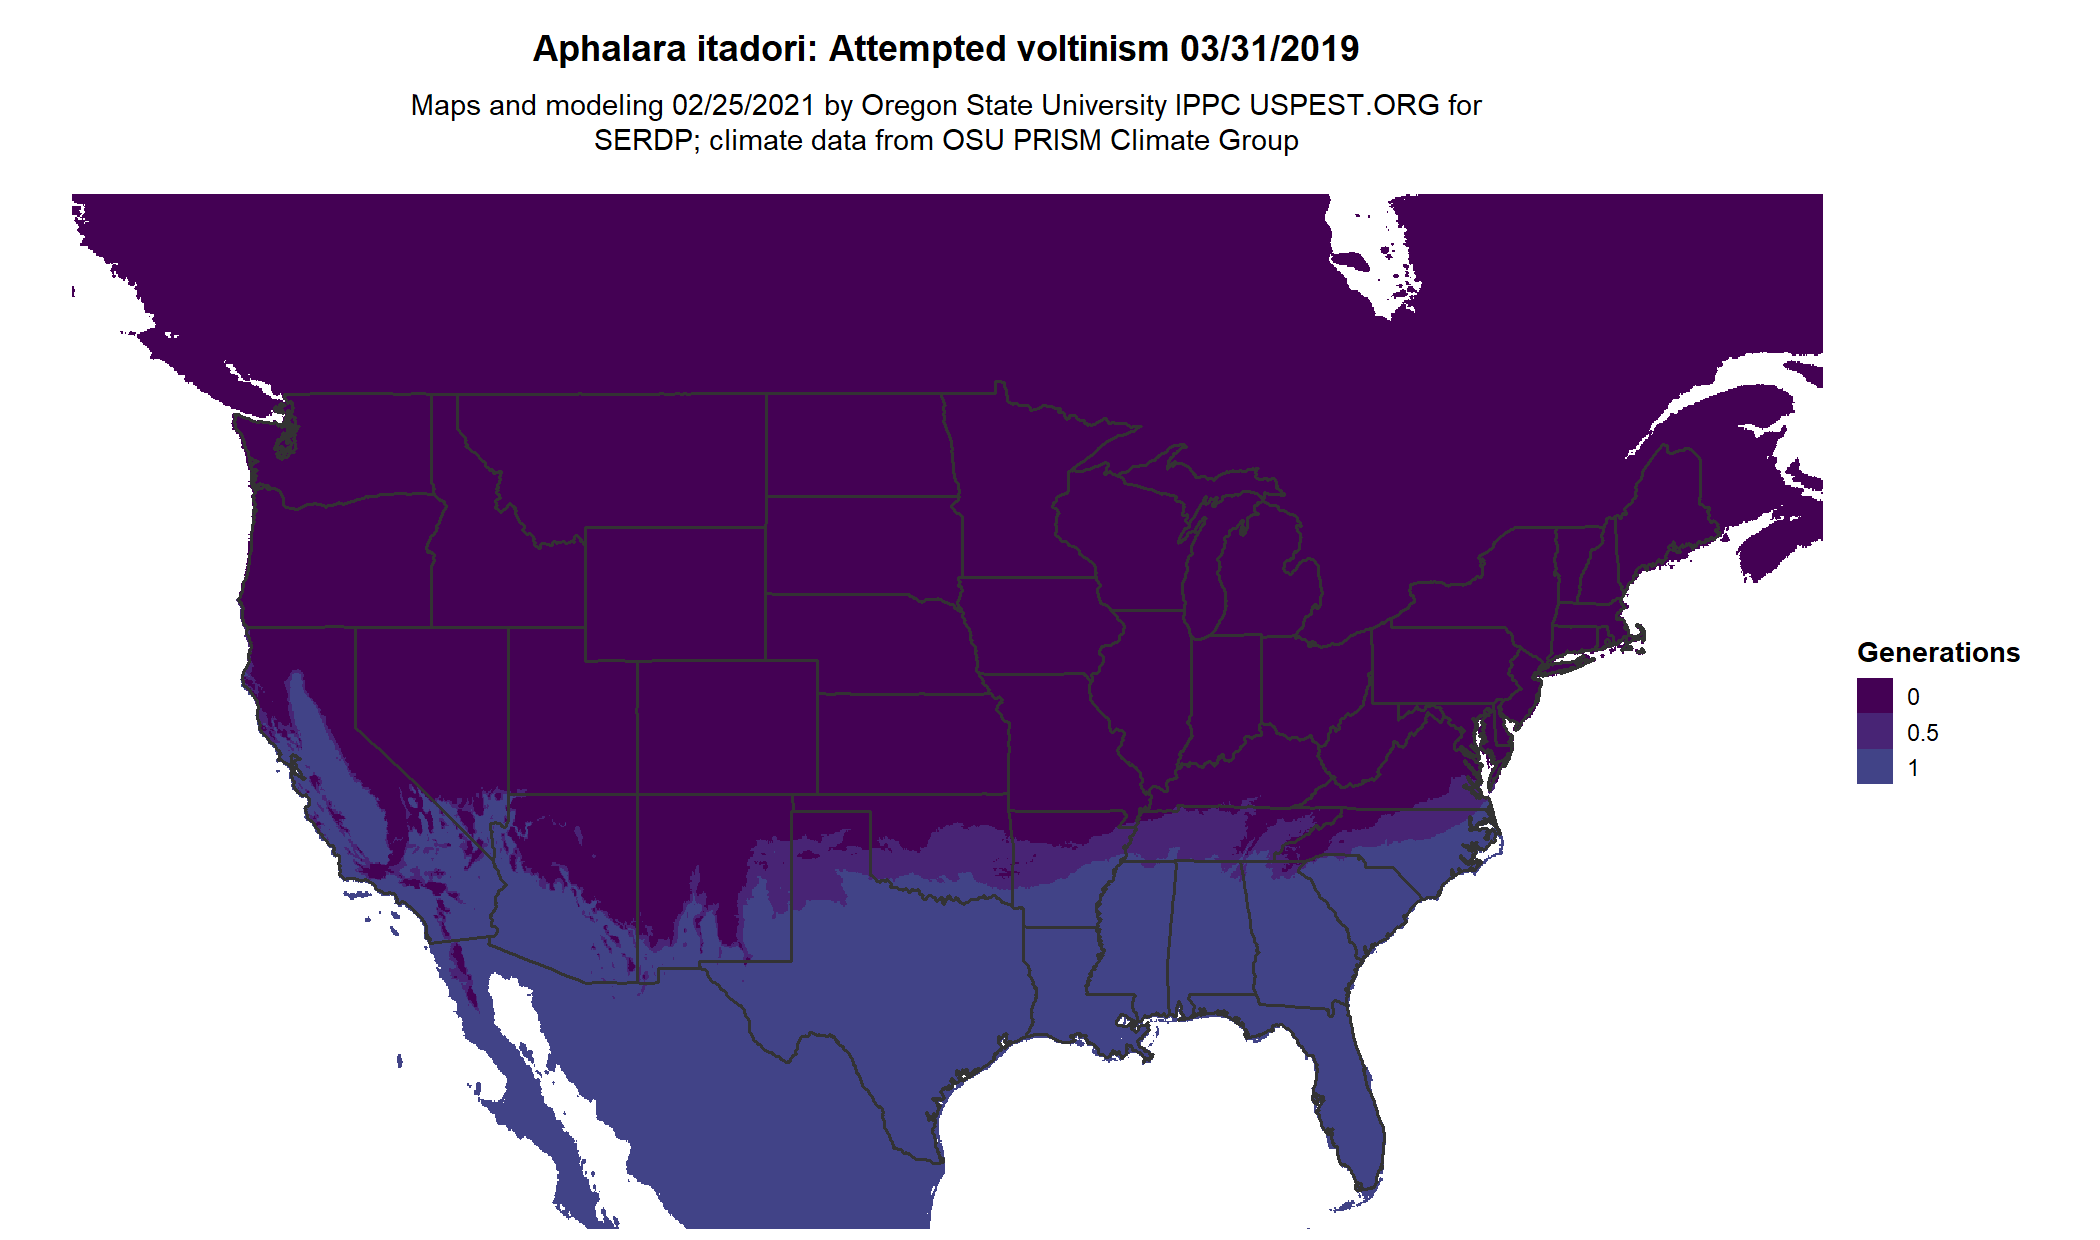 Aphalara itadori: Attempted voltinism 03/31/2019
Maps and modeling 02/25/2021 by Oregon State University IPPC USPEST.ORG for
SERDP; climate data from OSU PRISM Climate Group
Generations
0
0.5
1